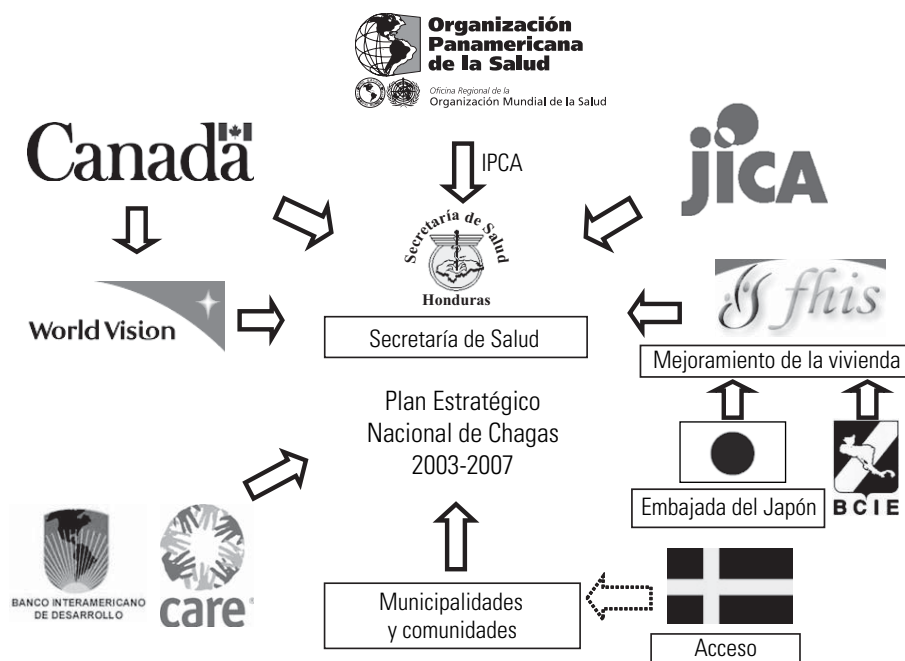 Organización
Panamericana
de la Salud
Oficina Regional de la
Organización Mundial de la Salud
Canada
IPCA
jICA
Secretaría de Salud
Honduras
World Vision
fhis
Secretaría de Salud
Mejoramiento de la vivienda
Plan Estratégico
Nacional de Chagas
2003-2007
Embajada del Japón
BCIE
BANCO INTERAMERICANO
DE DESARROLLO
care
Municipalidades
y comunidades
Acceso